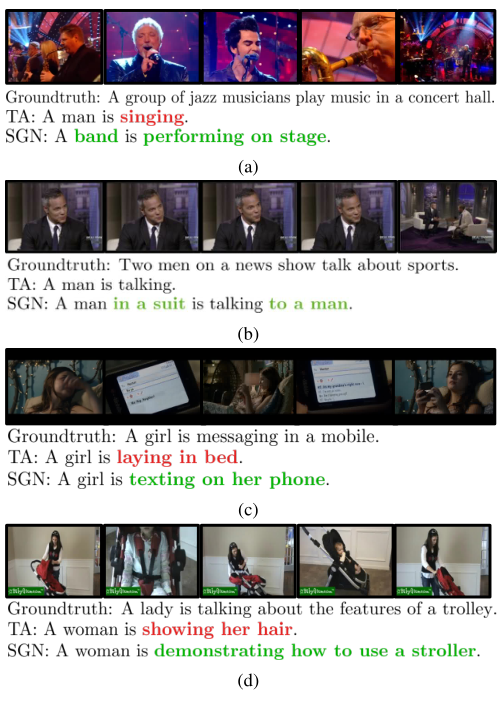 Groundtruth: A group of jazz musicians play music in a concert hall.
TA: A man is singing.
SGN: A band is performing on stage.
(a)
Groundtruth: Two men on a news show talk about sports.
TA: A man is talking.
SGN: A man in a suit is talking to a man.
(b)
Groundtruth: A girl is messaging in a mobile.
TA: A girl is laying in bed.
SGN: A girl is texting on her phone.
(c)
Groundtruth: A lady is talking about the features of a trolley.
TA: A woman is showing her hair.
SGN: A woman is demonstrating how to use a stroller.
(d)